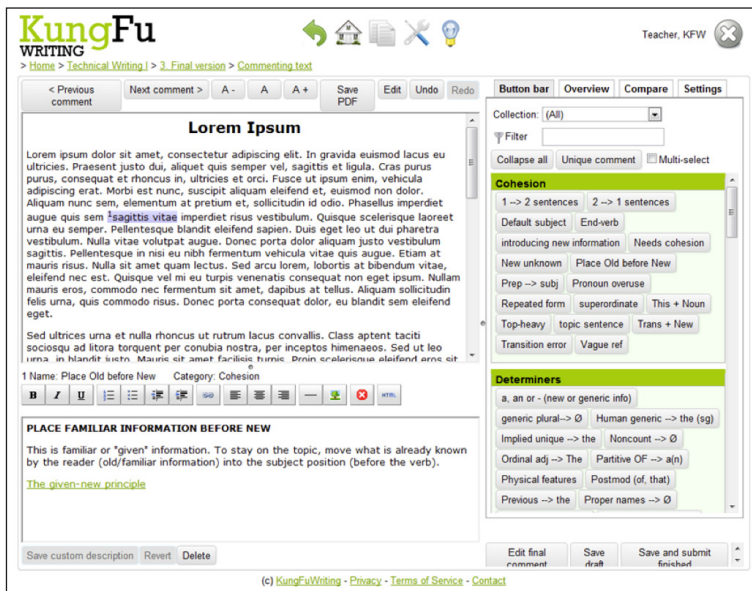 KungFu
WRITING
Teacher, KFW
> Home > Technical Writing I > 3. Final version > Commenting text
< Previous comment
Next comment >
A -
A
A +
Save PDF
Edit
Undo
Redo
Lorem Ipsum
Lorem ipsum dolor sit amet, consectetur adipiscing elit. In gravida euismod lacus eu
ultricies. Praesent justo dui, aliquet quis semper vel, sagittis et ligula. Cras purus
purus, consequat et rhoncus in, ultricies et orci. Fusce ut ipsum enim, vehicula
adipiscing erat. Morbi est nunc, suscipit aliquam eleifend et, euismod non dolor.
Aliquam nunc sem, elementum at pretium et, sollicitudin id odio. Phasellus imperdiet
augue quis sem 1sagittis vitae imperdiet risus vestibulum. Quisque scelerisque laoreet
urna eu semper. Pellentesque blandit eleifend sapien. Duis eget leo ut dui pharetra
vestibulum. Nulla vitae volutpat augue. Donec porta dolor aliquam justo vestibulum
sagittis. Pellentesque in nisi eu nibh fermentum vehicula vitae quis augue. Etiam at
mauris risus. Nulla sit amet quam lectus. Sed arcu lorem, lobortis at bibendum vitae,
eleifend nec est. Quisque vel mi eu turpis venenatis consequat non eget ipsum. Nullam
mauris eros, commodo nec fermentum sit amet, dapibus at tellus. Aliquam sollicitudin
felis urna, quis commodo risus. Donec porta consequat dolor, eu blandit sem eleifend
eget.
Sed ultrices urna et nulla rhoncus ut rutrum lacus convallis. Class aptent taciti
sociosqu ad litora torquent per conubia nostra, per inceptos himenaeos. Sed ut leo
urna, in blandit justo. Mauris sit amet facilisis turpis. Proin scelerisque eleifend eros sit
1 Name: Place Old before New Category: Cohesion
B I U
HTML
PLACE FAMILIAR INFORMATION BEFORE NEW
This is familiar or "given" information. To stay on the topic, move what is already known
by the reader (old/familiar information) into the subject position (before the verb).
The given-new principle
Save custom description
Revert
Delete
Button bar
Overview
Compare
Settings
Collection: (All)
Filter
Collapse all
Unique comment
Multi-select
Cohesion
1 --> 2 sentences
2 --> 1 sentences
Default subject
End-verb
introducing new information
Needs cohesion
New unknown
Place Old before New
Prep --> subj
Pronoun overuse
Repeated form
superordinate
This + Noun
Top-heavy
topic sentence
Trans + New
Transition error
Vague ref
Determiners
a, an or - (new or generic info)
generic plural--> Ø
Human generic --> the (sg)
Implied unique --> the
Noncount --> Ø
Ordinal adj --> The
Partitive OF --> a(n)
Physical features
Postmod (of, that)
Previous --> the
Proper names --> Ø
Edit final comment
Save draft
Save and submit finished
(c) KungFuWriting - Privacy - Terms of Service - Contact